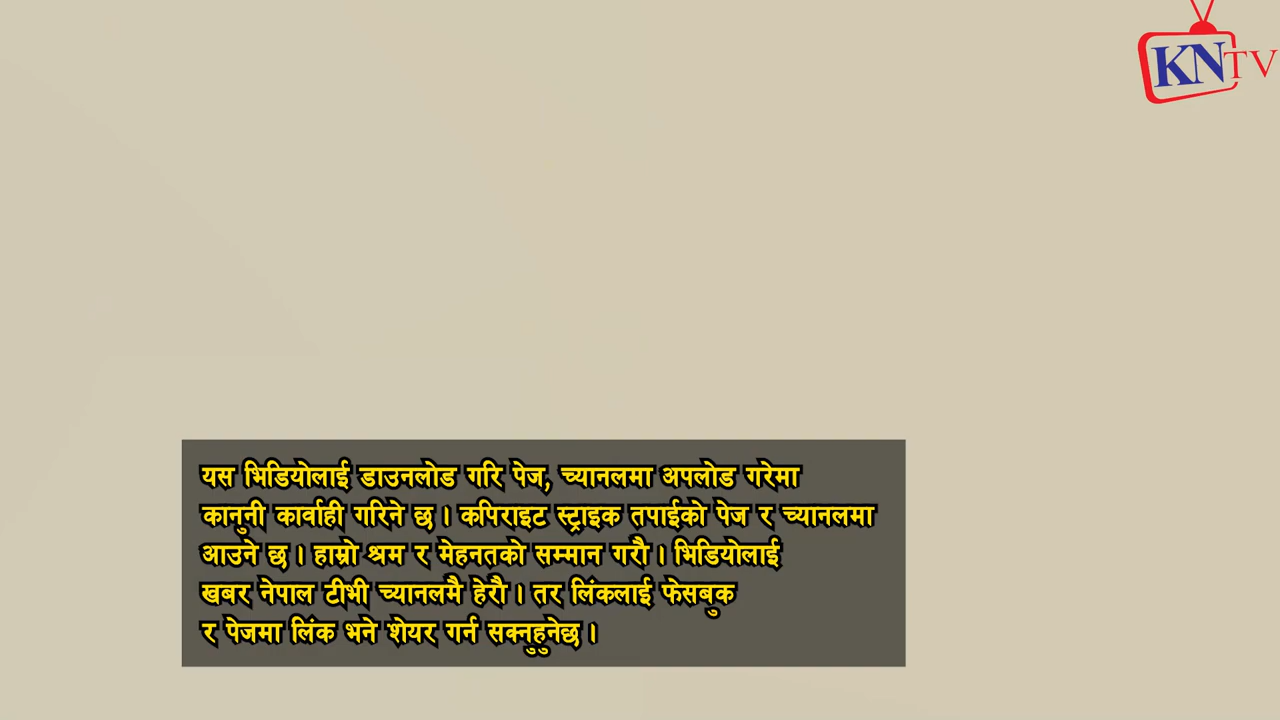 KNTV
यस भिडियोलाई डाउनलोड गरि पेज, च्यानलमा अपलोड गरेमा
कानुनी कार्वाही गरिने छ । कपिराइट स्ट्राइक तपाईको पेज र च्यानलमा
आउने छ । हाम्रो श्रम र मेहनतको सम्मान गरौ । भिडियोलाई
खबर नेपाल टीभी च्यानलमै हेरौ । तर लिंकलाई फेसबुक
र पेजमा लिंक भने शेयर गर्न सक्नुहुनेछ ।